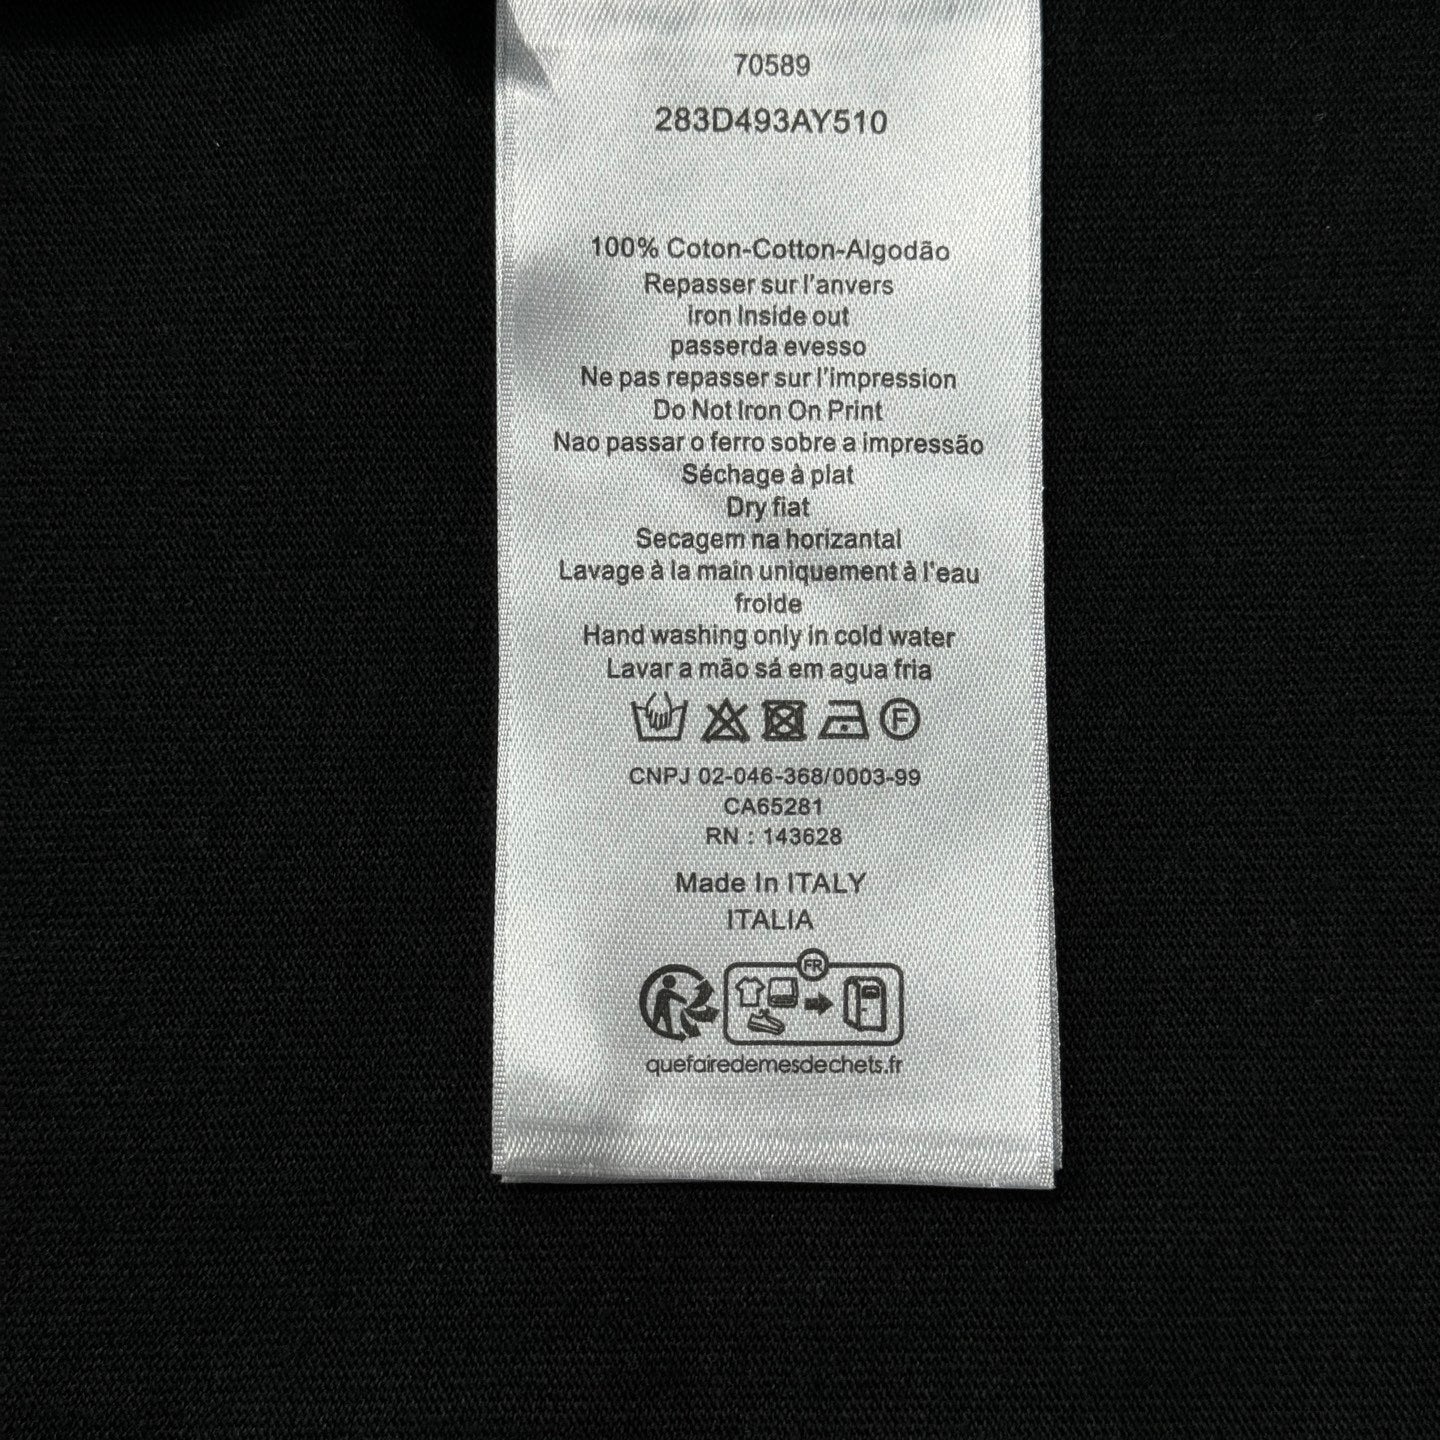 70589
283D493AY510
100% Coton-Cotton-Algodão
Repasser sur l'anvers
iron Inside out
passerda evesso
Ne pas repasser sur l'impression
Do Not Iron On Print
Nao passar o ferro sobre a impressão
Séchage à plat
Dry fiat
Secagem na horizantal
Lavage à la main uniquement à l'eau
froide
Hand washing only in cold water
Lavar a mão sá em agua fria
F
CNPJ 02-046-368/0003-99
CA65281
RN : 143628
Made In ITALY
ITALIA
FR
quefairedemesdechets.fr